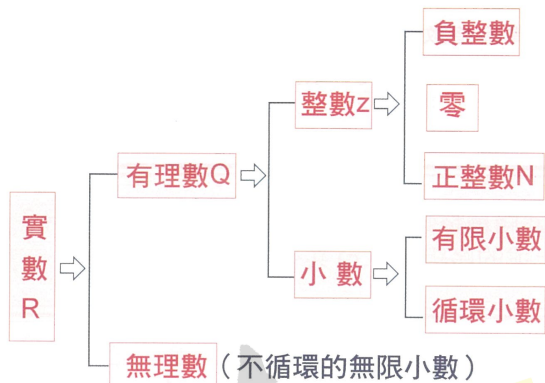 負整數
整數z
零
有理數Q
正整數N
實數R
有限小數
小數
循環小數
無理數(不循環的無限小數)